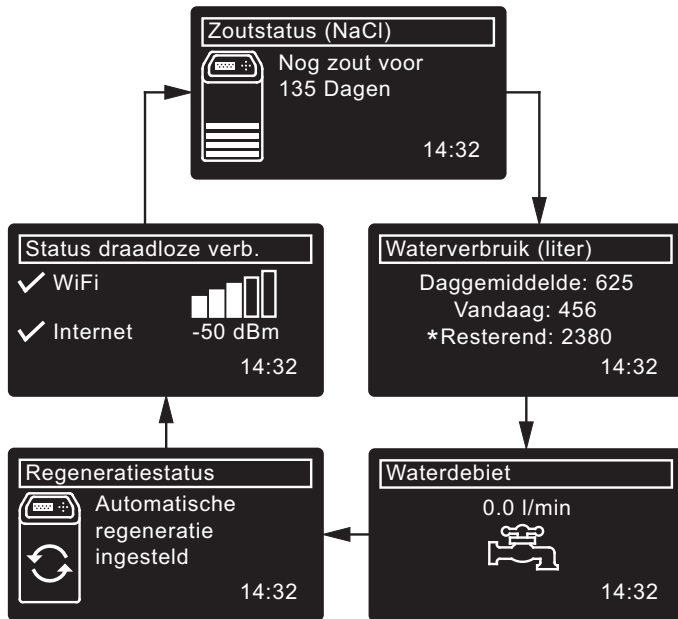 Zoutstatus (NaCl)
Nog zout voor
135 Dagen
14:32
Status draadloze verb.
WiFi
Internet
-50 dBm
14:32
Waterverbruik (liter)
Daggemiddelde: 625
Vandaag: 456
*Resterend: 2380
14:32
Regeneratiestatus
Automatische
regeneratie
ingesteld
14:32
Waterdebiet
0.0 l/min
14:32